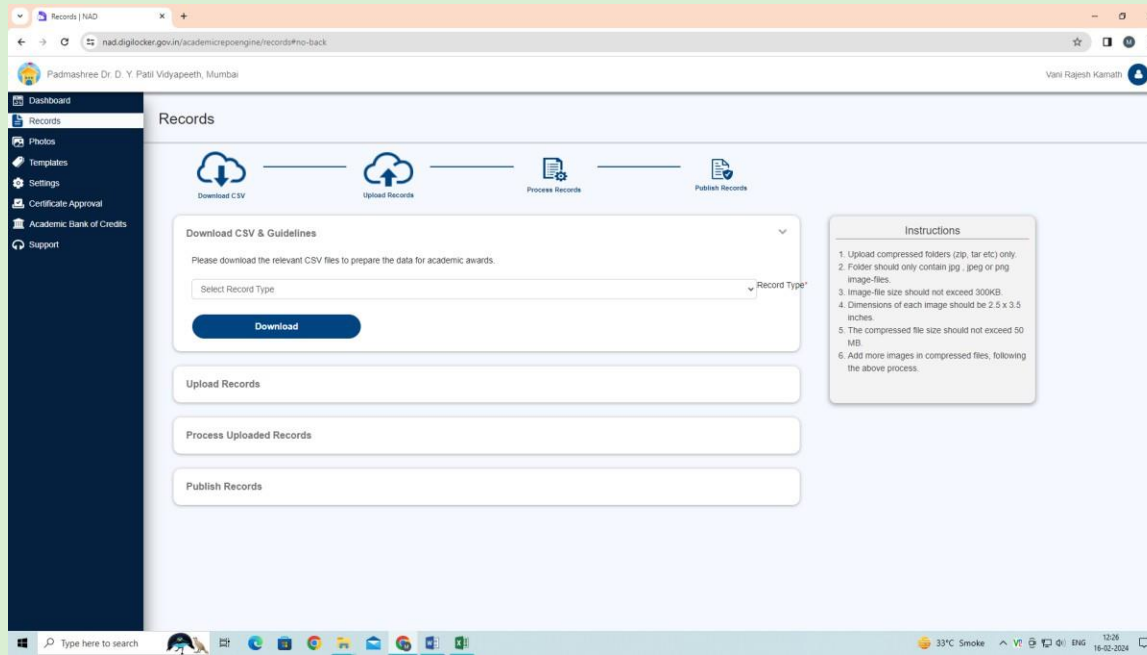 Records | NAD
nad.digilocker.gov.in/academicrepoengine/records#no-back
Padmashree Dr. D. Y. Patil Vidyapeeth, Mumbai
Vani Rajesh Kamath
Dashboard
Records
Photos
Templates
Settings
Certificate Approval
Academic Bank of Credits
Support
Records
Download CSV
Upload Records
Process Records
Publish Records
Download CSV & Guidelines
Please download the relevant CSV files to prepare the data for academic awards.
Select Record Type
Record Type*
Download
Upload Records
Process Uploaded Records
Publish Records
Instructions
1. Upload compressed folders (zip, tar etc) only.
2. Folder should only contain jpg , jpeg or png
image-files.
3. Image-file size should not exceed 300KB.
4. Dimensions of each image should be 2.5 x 3.5
inches.
5. The compressed file size should not exceed 50
MB.
6. Add more images in compressed files, following
the above process.
Type here to search
33°C Smoke
ENG
12:26
16-02-2024